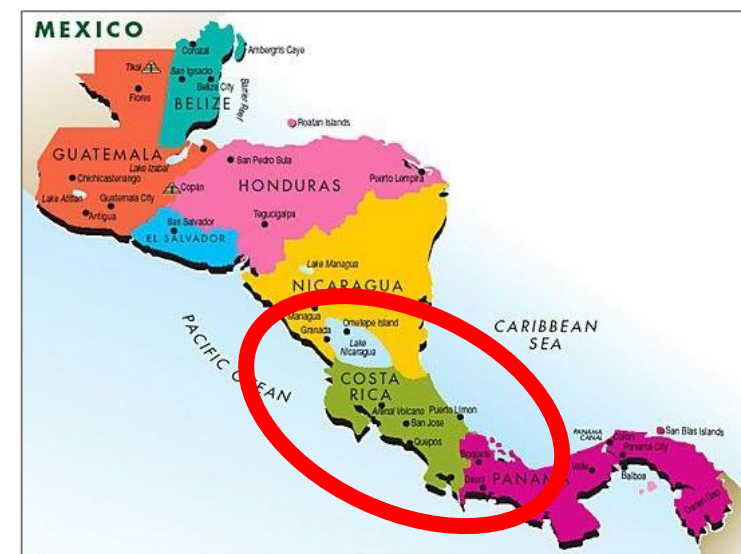 MEXICO
Corozal
Ambergris Caye
Tikal
San Ignacio
Belize City
Flores
BELIZE
Barrier Reef
Roatan Islands
GUATEMALA
Lake Izabal
San Pedro Sula
Chichicastenango
HONDURAS
Puerto Lempira
Copán
Lake Atitlan
Guatemala City
Antigua
San Salvador
Tegucigalpa
EL SALVADOR
Lake Managua
NICARAGUA
Managua
Ometepe Island
Granada
Lake
Nicaragua
CARIBBEAN
SEA
PACIFIC OCEAN
COSTA
RICA
Arenal Volcano
Puerto Limon
San Jose
Quepos
PANAMA
CANAL
Colon
San Blas Islands
Panama City
Boquete
Valle
Balboa
David
PANAMA
Darien Gap